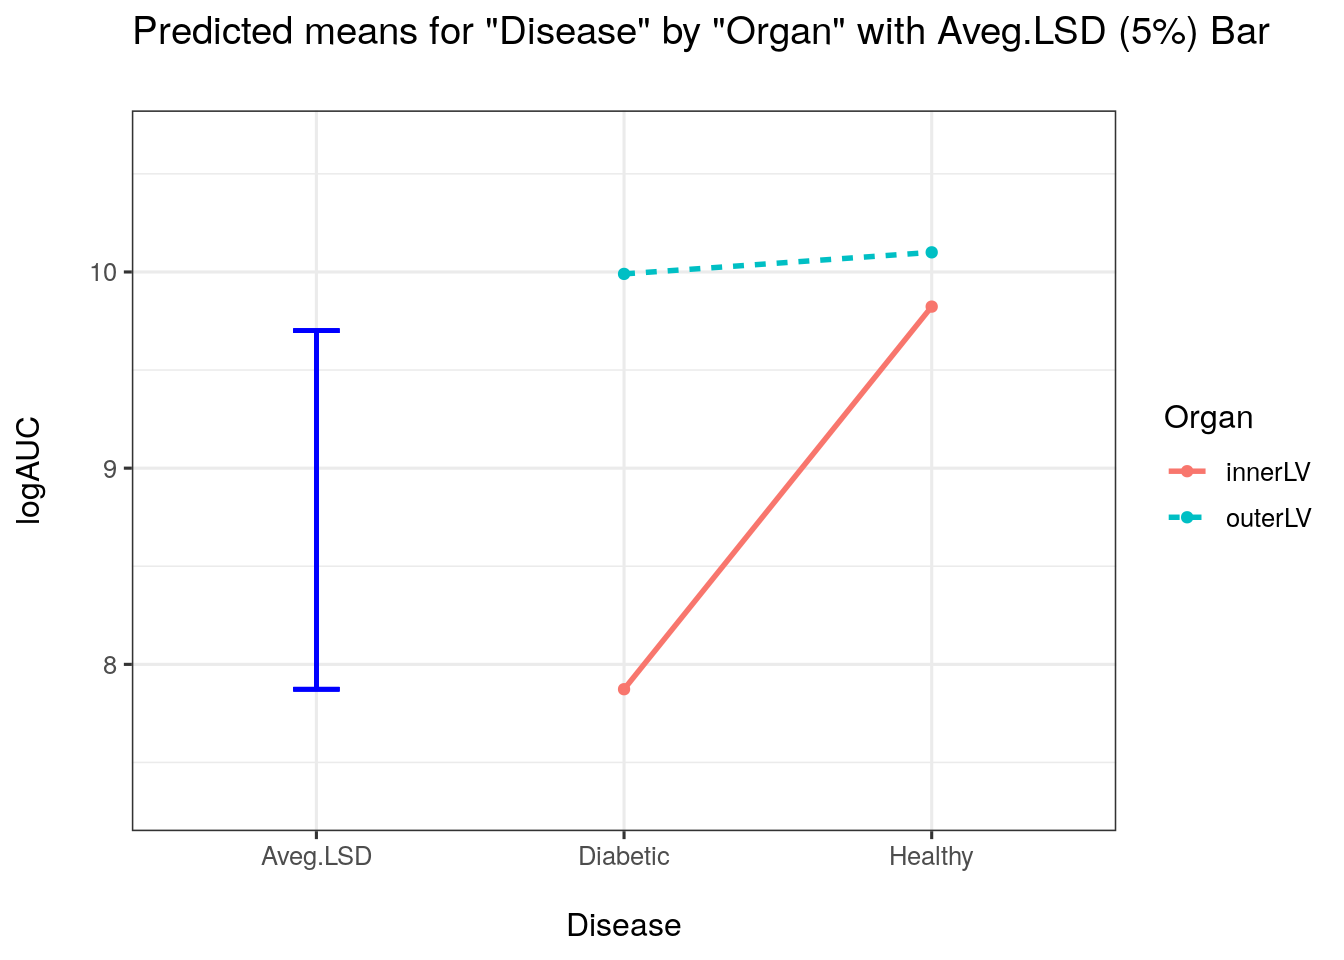 Predicted means for "Disease" by "Organ" with Aveg.LSD (5%) Bar
logAUC
10
9
8
Aveg.LSD
Diabetic
Healthy
Disease
Organ
innerLV
outerLV